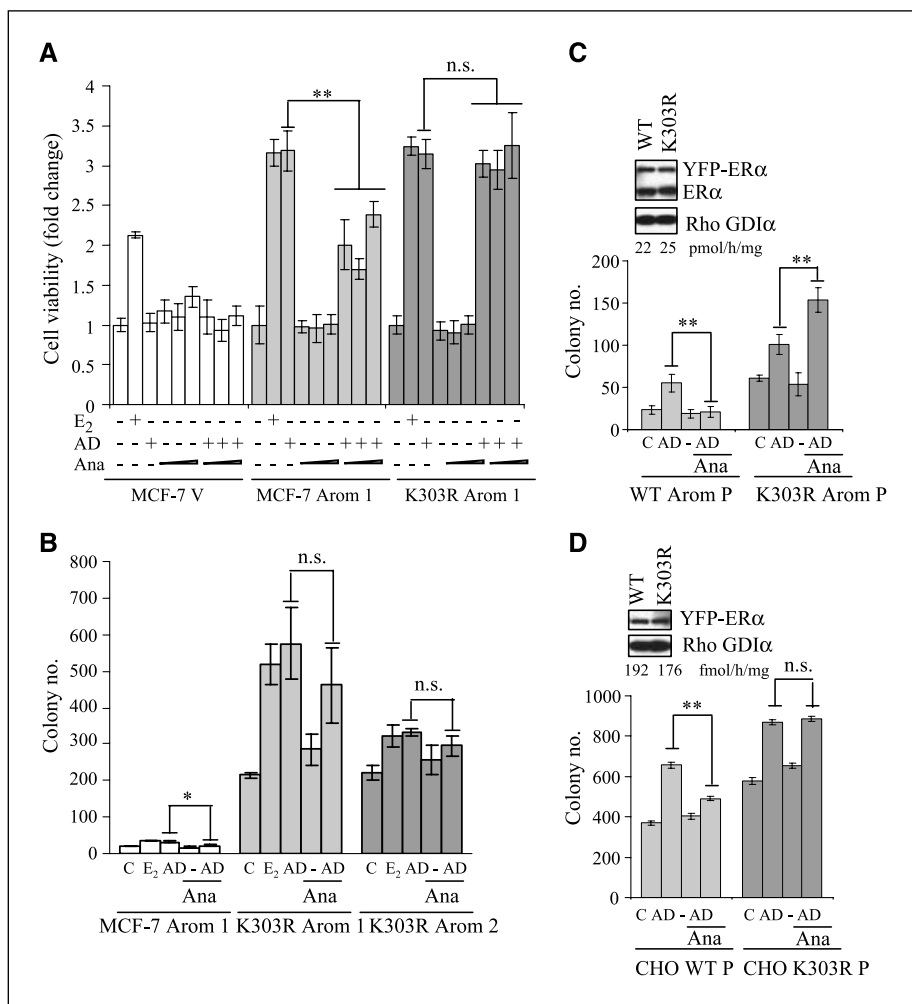 A
Cell viability (fold change)
4
3.5
3
2.5
2
1.5
1
0.5
0
**
n.s.
E2 - + - - - - - - - - + - - - - - - - - + - - - - - - -
AD - - + - - - + + + - - + - - - + + + - - + - - - + + +
Ana - - - - - - - - -
MCF-7 V
MCF-7 Arom 1
K303R Arom 1
B
Colony no.
800
700
600
500
400
300
200
100
0
*
n.s.
n.s.
C E2 AD - AD C E2 AD - AD C E2 AD - AD
Ana Ana Ana
MCF-7 Arom 1 K303R Arom 1 K303R Arom 2
C
WT
K303R
YFP-ERα
ERα
Rho GDIα
22 25 pmol/h/mg
Colony no.
200
150
100
50
0
**
**
C AD - AD C AD - AD
Ana Ana
WT Arom P K303R Arom P
D
WT
K303R
YFP-ERα
Rho GDIα
192 176 fmol/h/mg
Colony no.
1000
800
600
400
200
0
**
n.s.
C AD - AD C AD - AD
Ana Ana
CHO WT P CHO K303R P